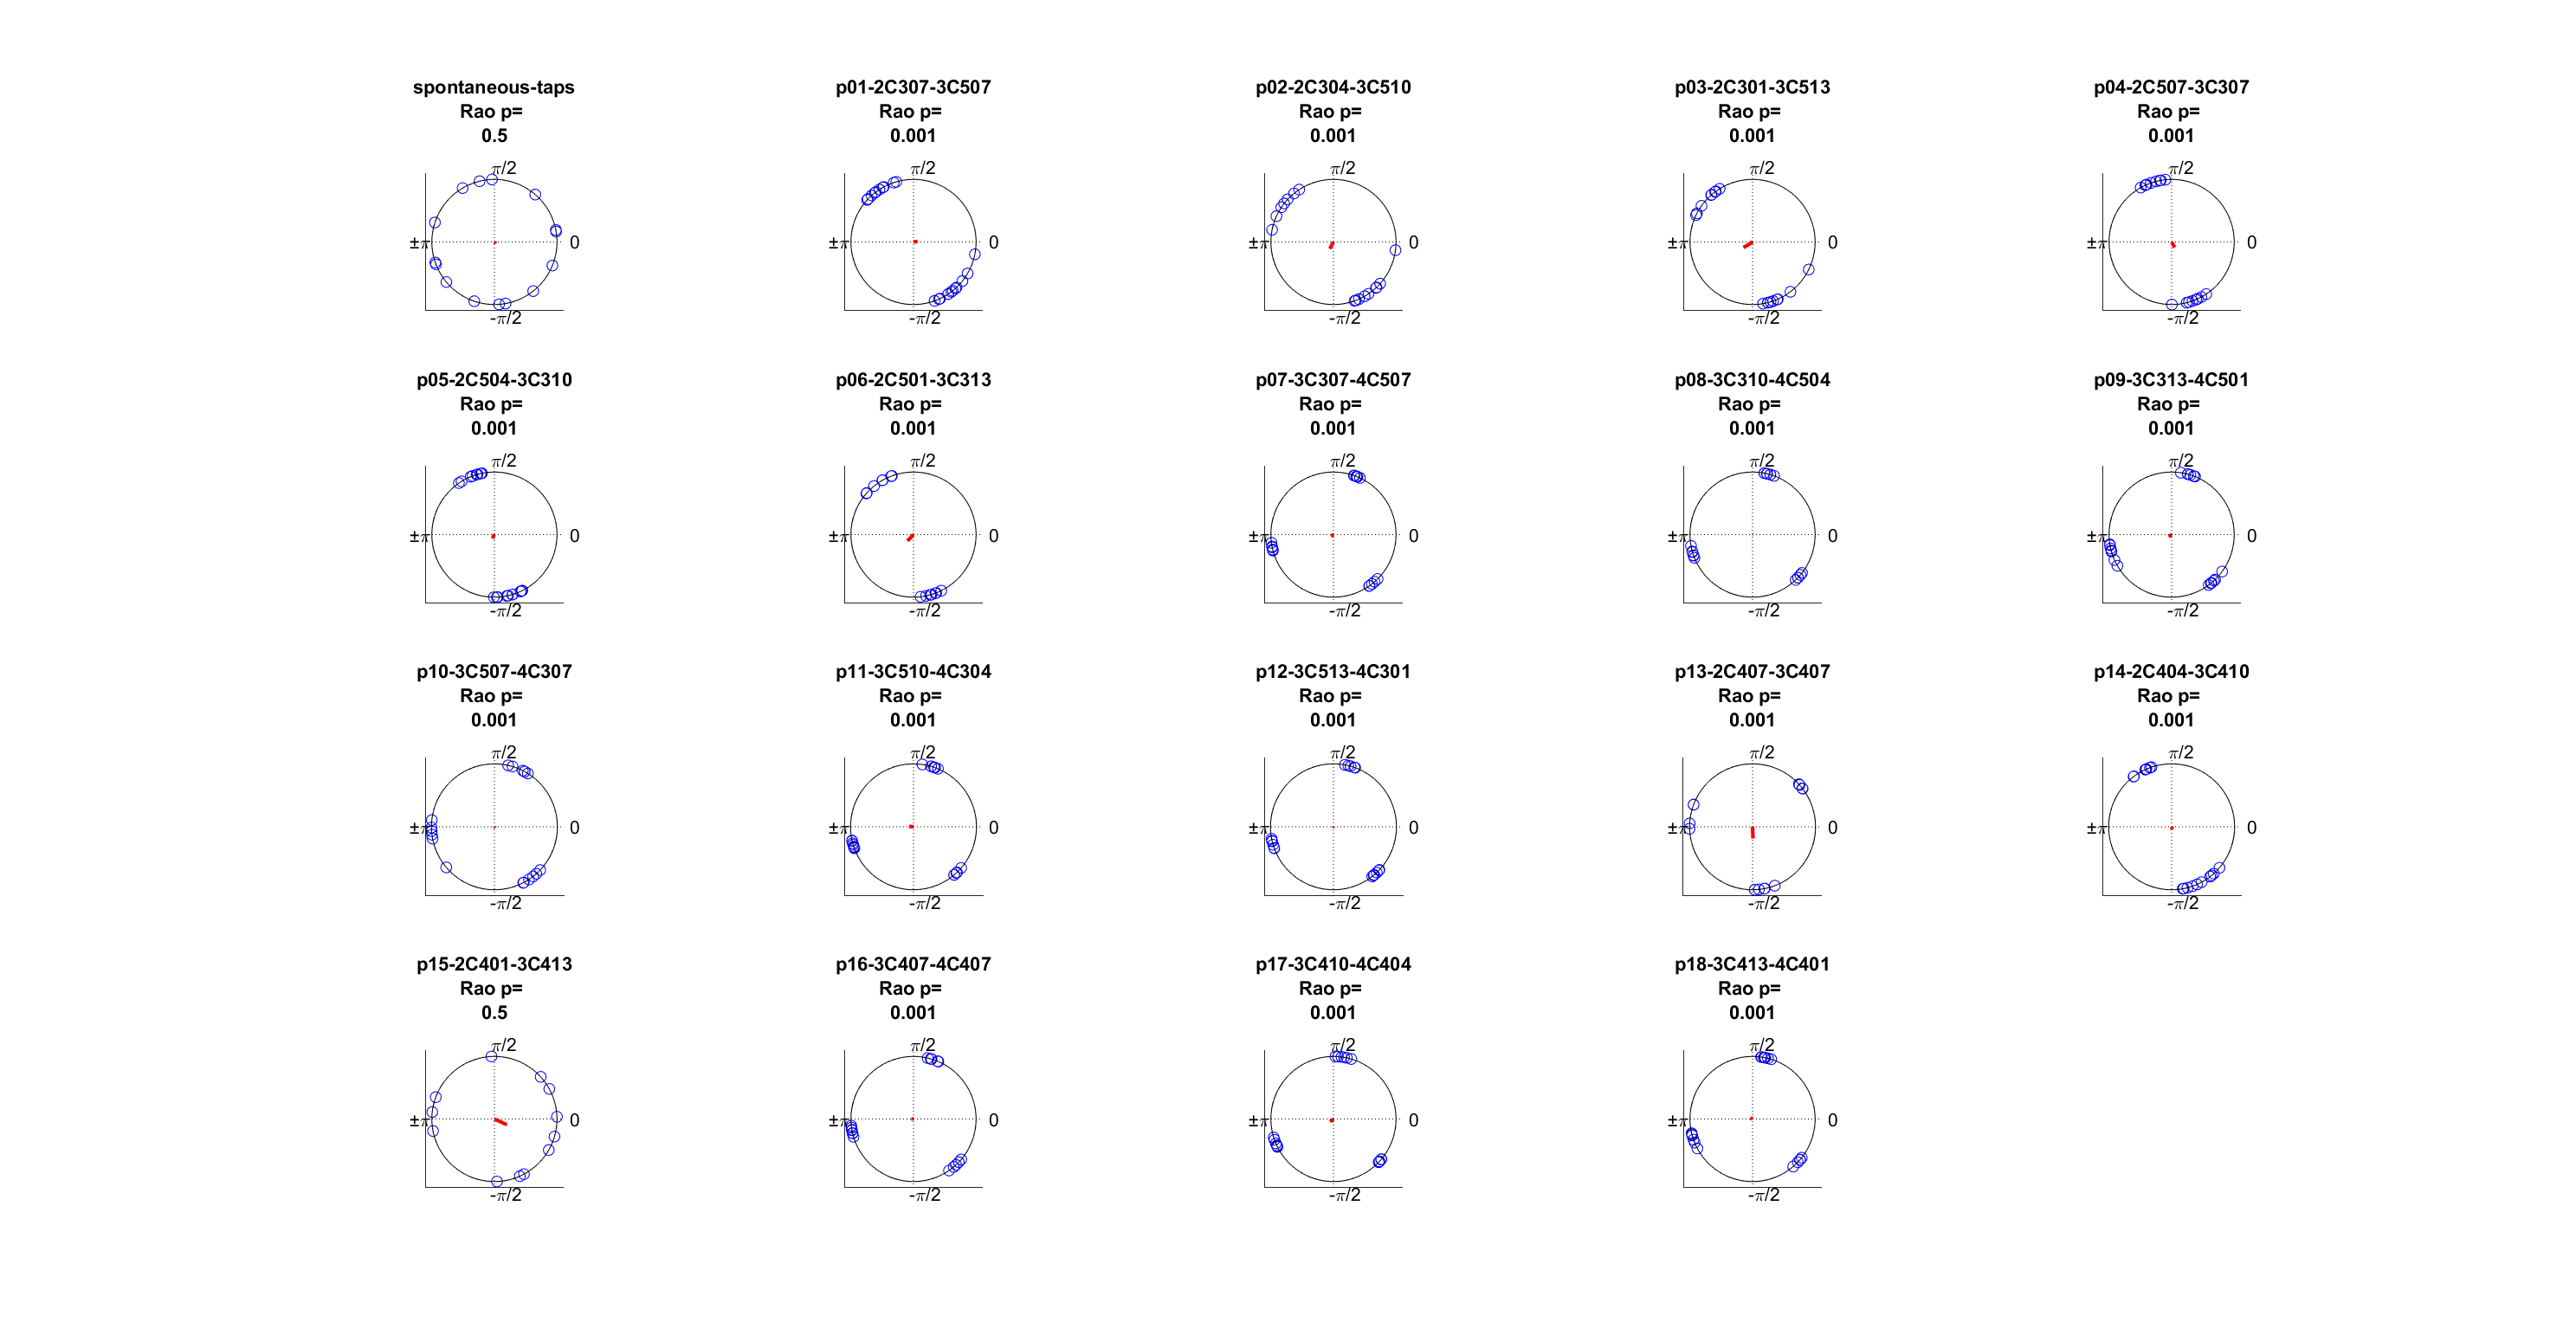 spontaneous-taps
Rao p=
0.5
π/2
±π
0
-π/2
p01-2C307-3C507
Rao p=
0.001
π/2
±π
0
-π/2
p02-2C304-3C510
Rao p=
0.001
π/2
±π
0
-π/2
p03-2C301-3C513
Rao p=
0.001
π/2
±π
0
-π/2
p04-2C507-3C307
Rao p=
0.001
π/2
±π
0
-π/2
p05-2C504-3C310
Rao p=
0.001
π/2
±π
0
-π/2
p06-2C501-3C313
Rao p=
0.001
π/2
±π
0
-π/2
p07-3C307-4C507
Rao p=
0.001
π/2
±π
0
-π/2
p08-3C310-4C504
Rao p=
0.001
π/2
±π
0
-π/2
p09-3C313-4C501
Rao p=
0.001
π/2
±π
0
-π/2
p10-3C507-4C307
Rao p=
0.001
π/2
±π
0
-π/2
p11-3C510-4C304
Rao p=
0.001
π/2
±π
0
-π/2
p12-3C513-4C301
Rao p=
0.001
π/2
±π
0
-π/2
p13-2C407-3C407
Rao p=
0.001
π/2
±π
0
-π/2
p14-2C404-3C410
Rao p=
0.001
π/2
±π
0
-π/2
p15-2C401-3C413
Rao p=
0.5
π/2
±π
0
-π/2
p16-3C407-4C407
Rao p=
0.001
π/2
±π
0
-π/2
p17-3C410-4C404
Rao p=
0.001
π/2
±π
0
-π/2
p18-3C413-4C401
Rao p=
0.001
π/2
±π
0
-π/2